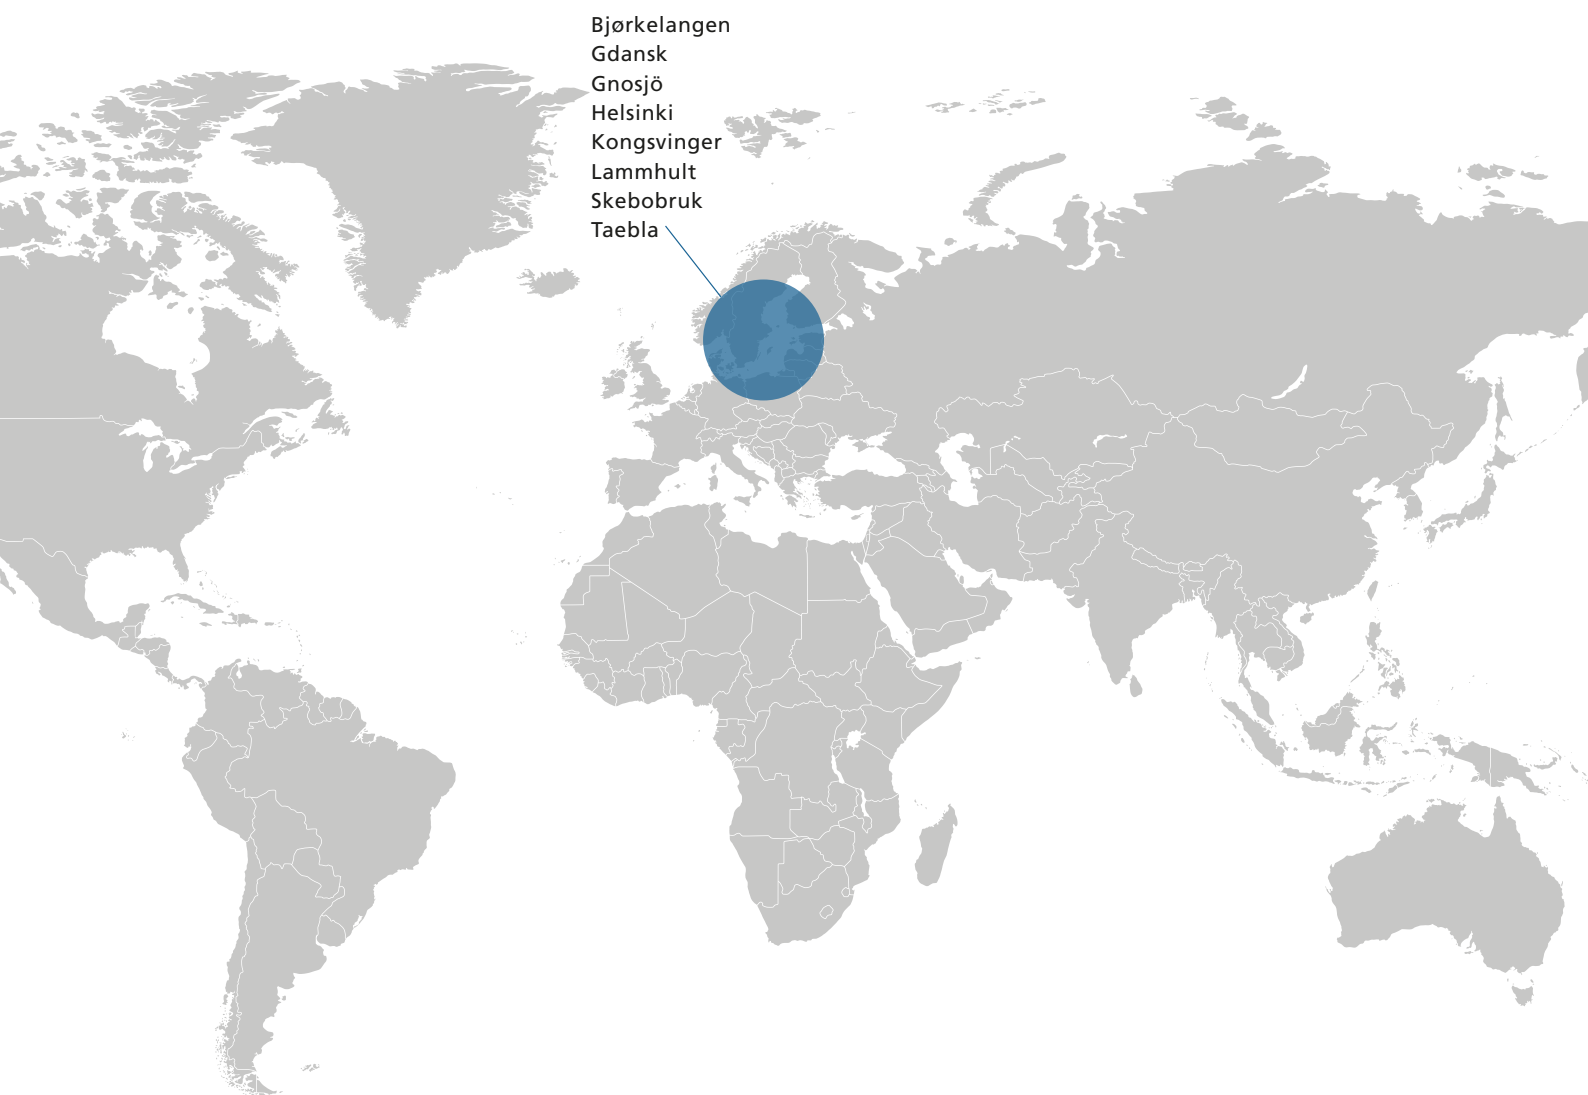 Bjørkelangen
Gdansk
Gnosjö
Helsinki
Kongsvinger
Lammhult
Skebobruk
Taebla